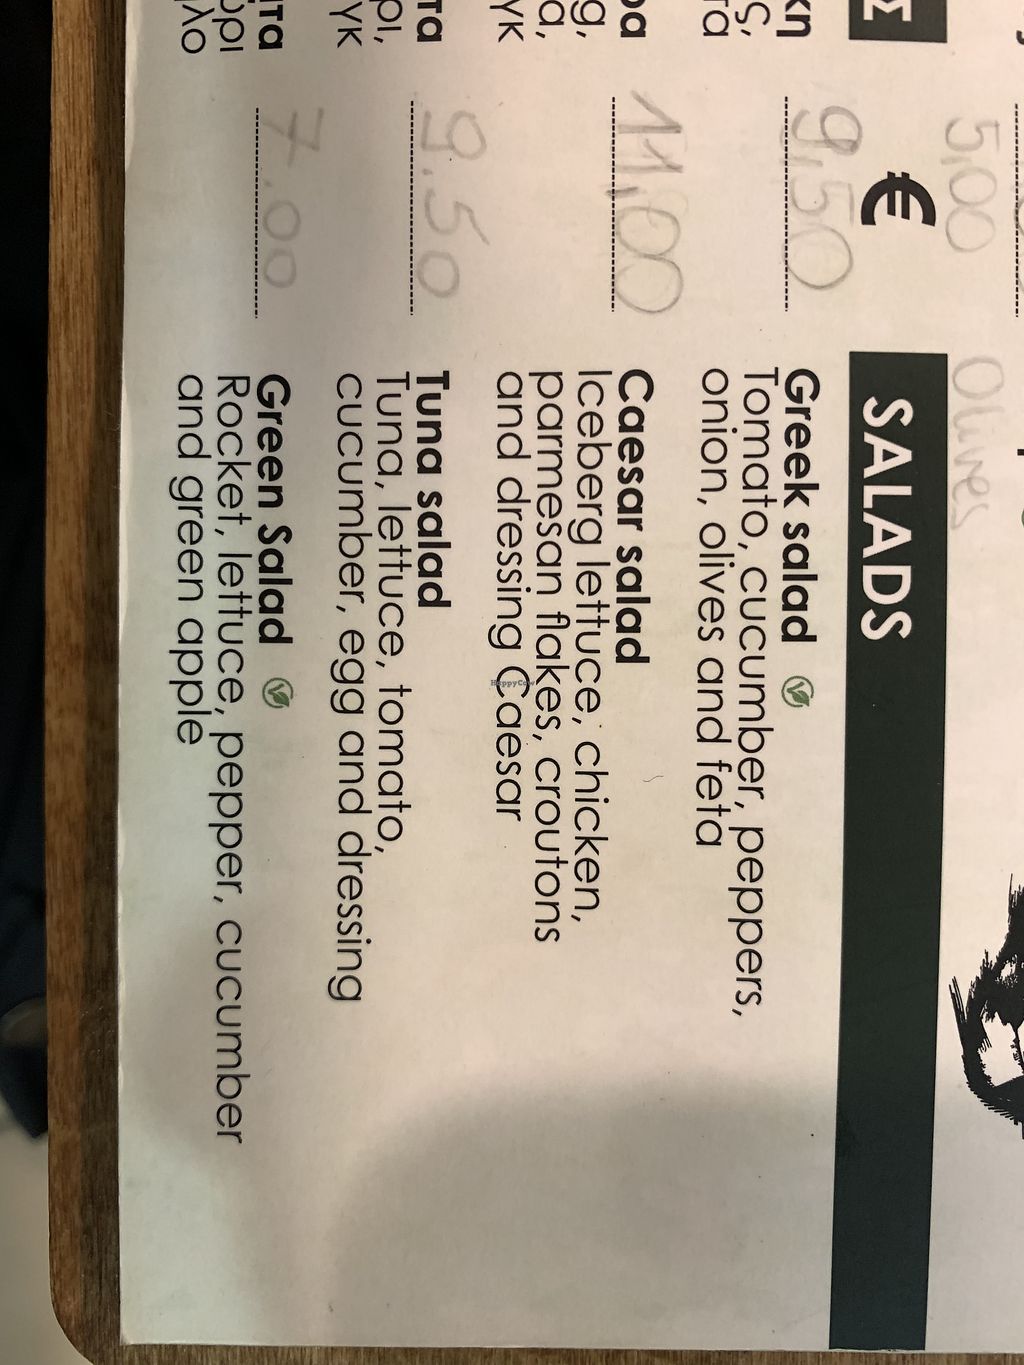 5,00 Olives
Σ € SALADS
9,50 Greek salad
Tomato, cucumber, peppers,
onion, olives and feta
11,00 Caesar salad
Iceberg lettuce, chicken,
parmesan flakes, croutons
and dressing Caesar
HappyCow
9.50 Tuna salad
Tuna, lettuce, tomato,
cucumber, egg and dressing
7.00 Green Salad
Rocket, lettuce, pepper, cucumber
and green apple